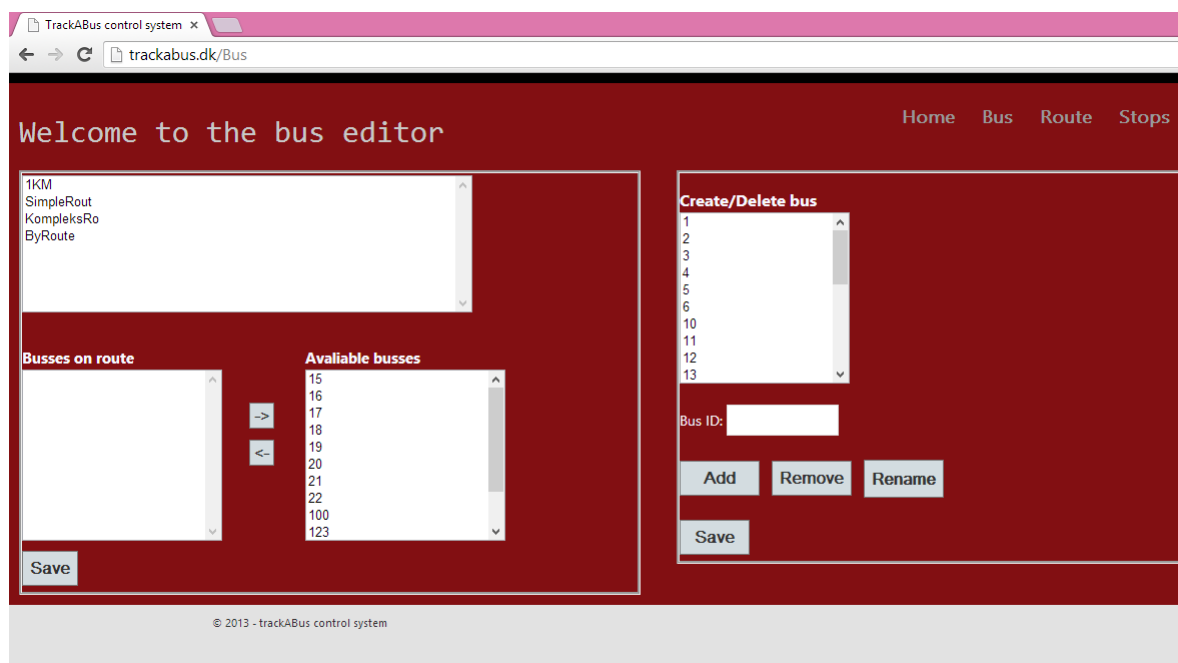 TrackABus control system ×
trackabus.dk/Bus
Welcome to the bus editor
Home Bus Route Stops
1KM
SimpleRout
KompleksRo
ByRoute
Busses on route
->
<-
Avaliable busses
15
16
17
18
19
20
21
22
100
123
Save
Create/Delete bus
1
2
3
4
5
6
10
11
12
13
Bus ID:
Add Remove Rename
Save
© 2013 - trackABus control system